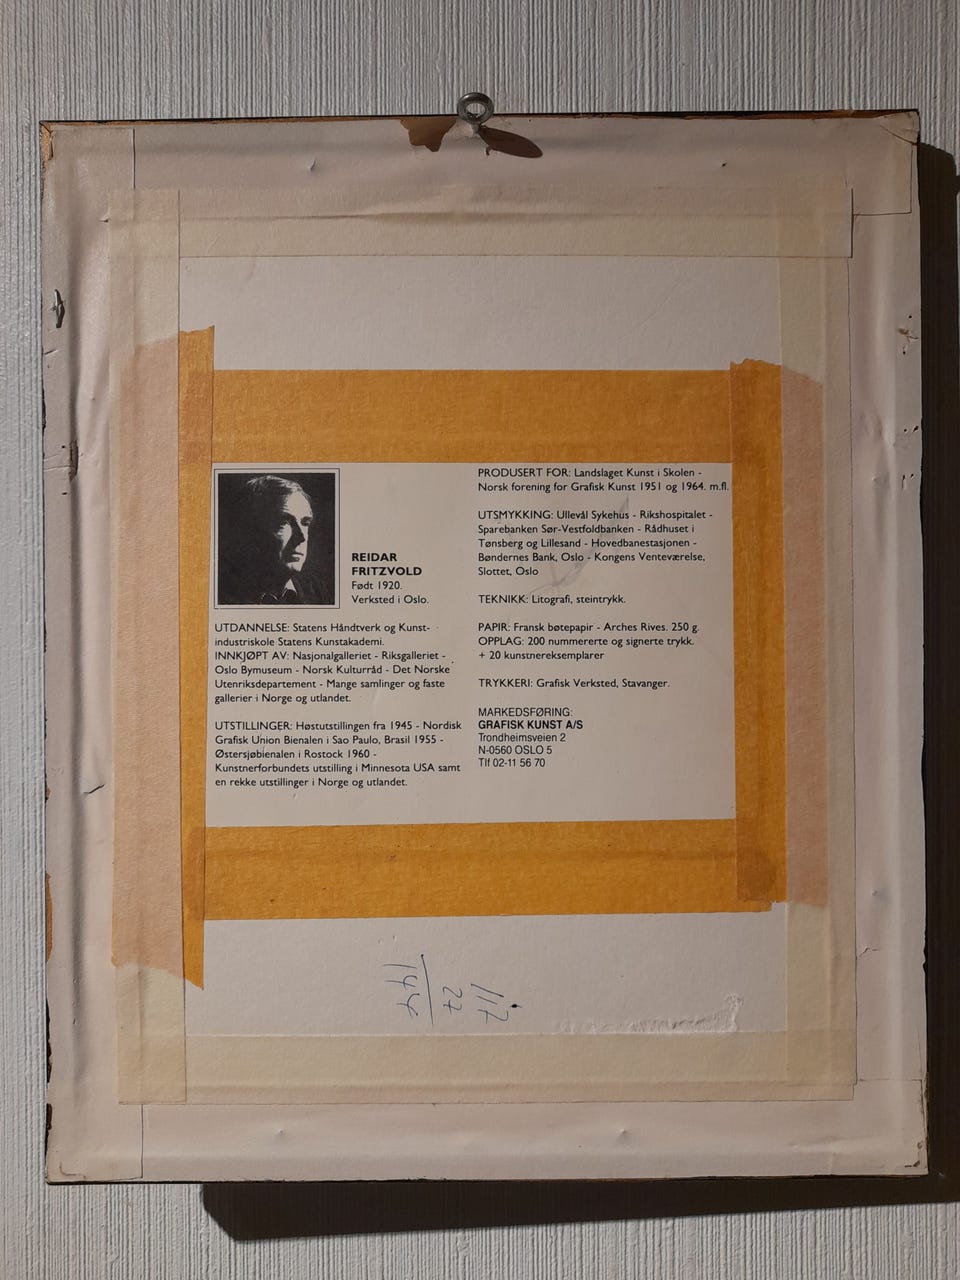 REIDAR
FRITZVOLD
Født 1920.
Verksted i Oslo.
UTDANNELSE: Statens Håndtverk og Kunst-
industriskole Statens Kunstakademi.
INNKJØPT AV: Nasjonalgalleriet - Riksgalleriet -
Oslo Bymuseum - Norsk Kulturråd - Det Norske
Utenriksdepartement - Mange samlinger og faste
gallerier i Norge og utlandet.
UTSTILLINGER: Høstutstillingen fra 1945 - Nordisk
Grafisk Union Bienalen i Sao Paulo, Brasil 1955 -
Østersjøbienalen i Rostock 1960 -
Kunstnerforbundets utstilling i Minnesota USA samt
en rekke utstillinger i Norge og utlandet.
PRODUSERT FOR: Landslaget Kunst i Skolen -
Norsk forening for Grafisk Kunst 1951 og 1964. m.fl.
UTSMYKKING: Ullevål Sykehus - Rikshospitalet -
Sparebanken Sør-Vestfoldbanken - Rådhuset i
Tønsberg og Lillesand - Hovedbanestasjonen -
Bøndernes Bank, Oslo - Kongens Venteværelse,
Slottet, Oslo
TEKNIKK: Litografi, steintrykk.
PAPIR: Fransk bøtepapir - Arches Rives. 250 g.
OPPLAG: 200 nummererte og signerte trykk.
+ 20 kunstnereksemplarer
TRYKKERI: Grafisk Verksted, Stavanger.
MARKEDSFØRING:
GRAFISK KUNST A/S
Trondheimsveien 2
N-0560 OSLO 5
Tlf 02-11 56 70
117
27
144